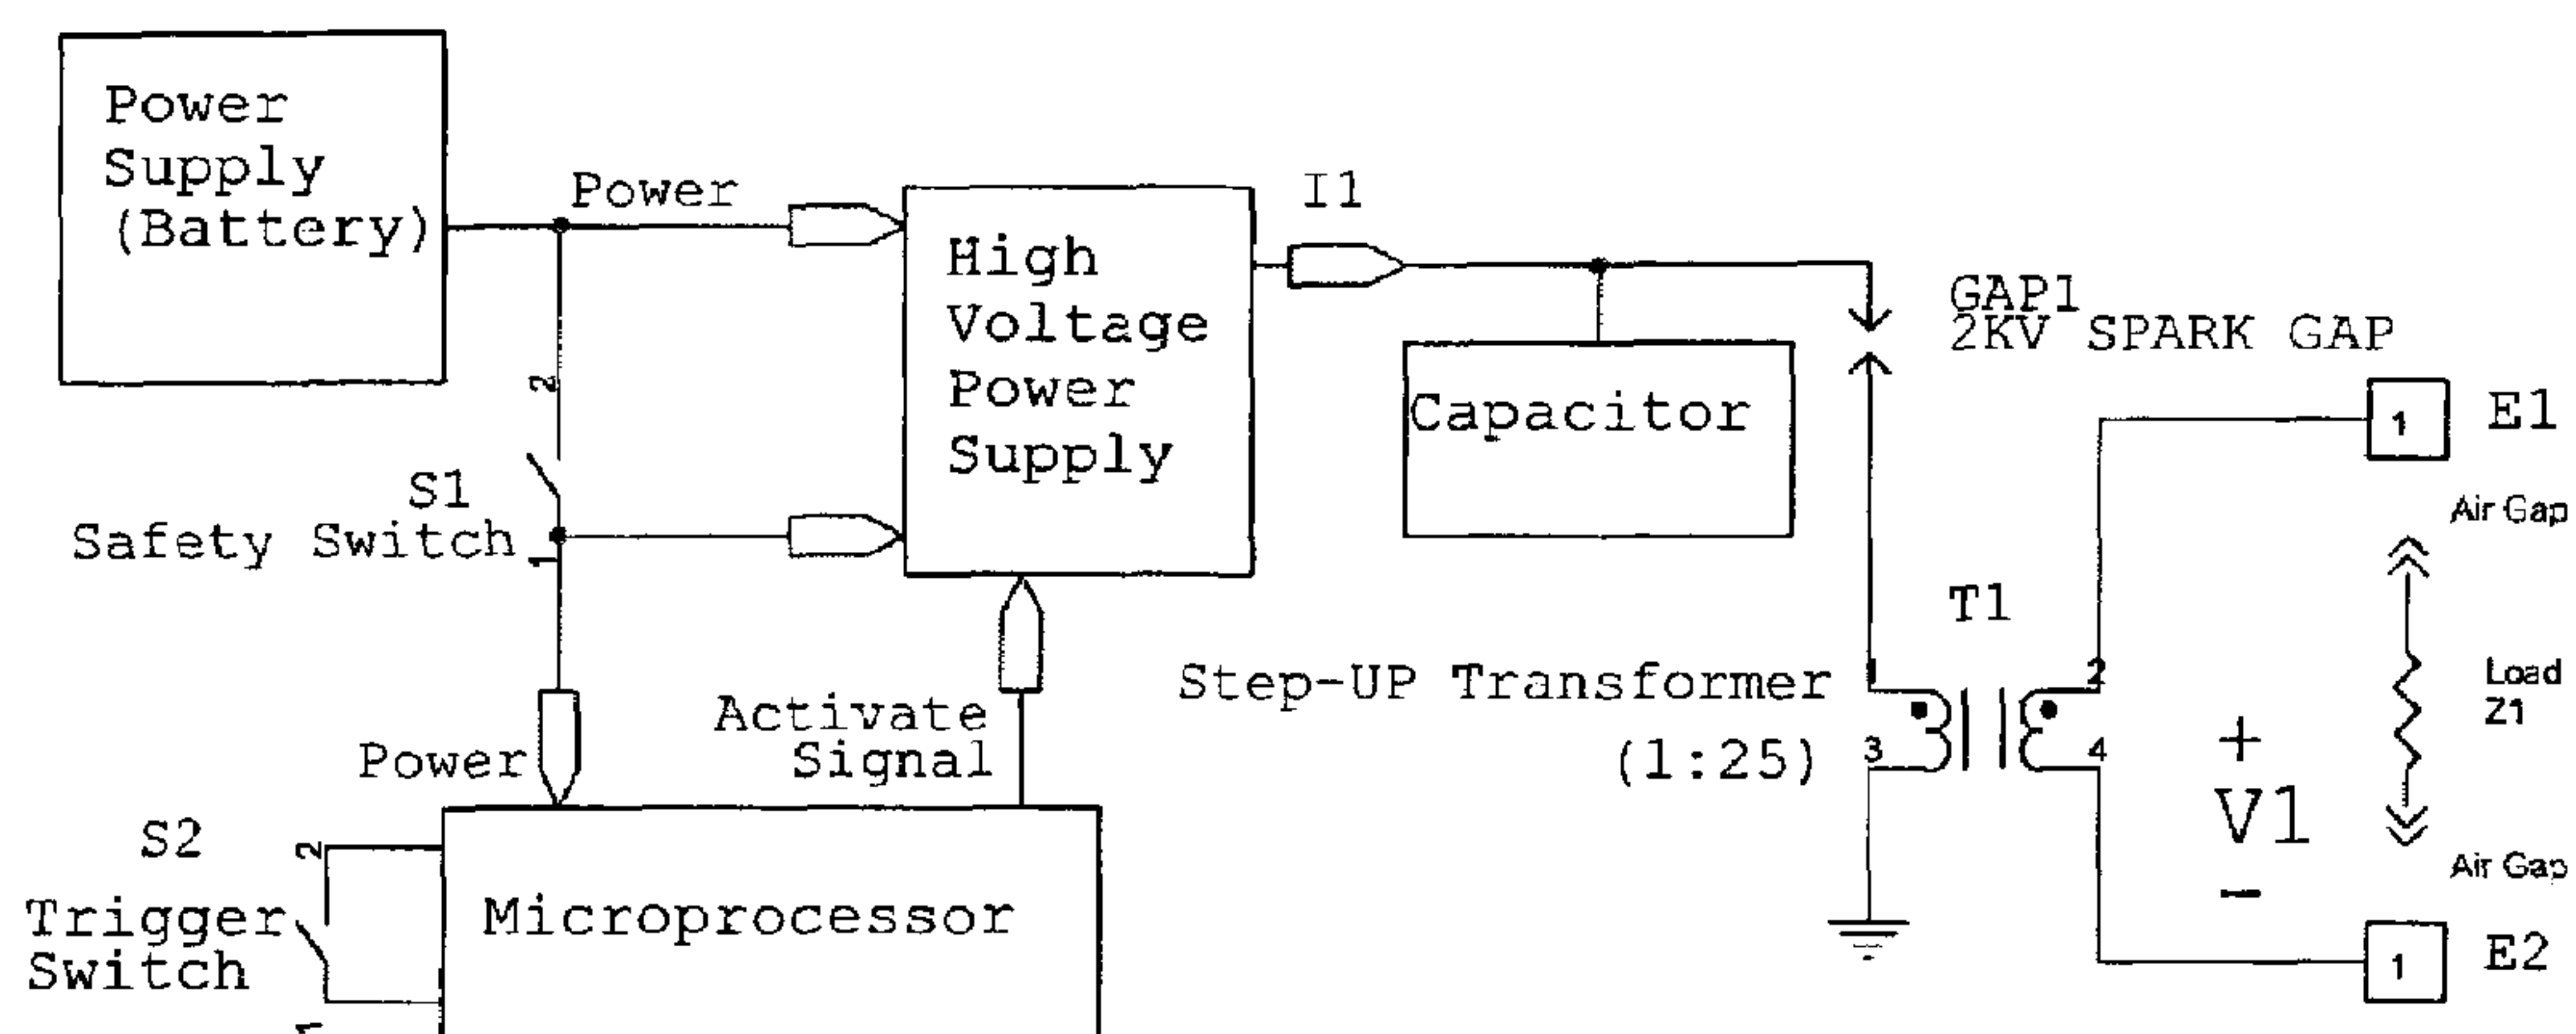 Power
Supply
(Battery)
Power
2
S1
Safety Switch
1
High
Voltage
Power
Supply
I1
Capacitor
GAP1
2KV SPARK GAP
1
E1
Air Gap
T1
Step-UP Transformer
(1:25)
1
2
3
4
+
V1
-
Load
Z1
Air Gap
1
E2
Activate
Signal
Power
S2
2
Trigger
Switch
1
Microprocessor